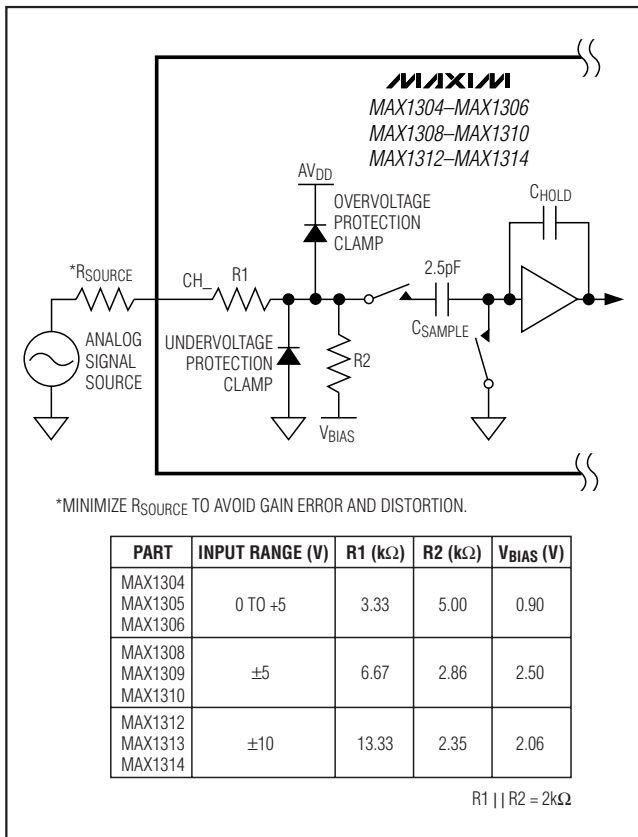 MAXIM
MAX1304–MAX1306
MAX1308–MAX1310
MAX1312–MAX1314
AVDD
OVERVOLTAGE
PROTECTION
CLAMP
CHOLD
*RSOURCE
CH_
R1
2.5pF
CSAMPLE
ANALOG
SIGNAL
SOURCE
UNDERVOLTAGE
PROTECTION
CLAMP
R2
VBIAS
*MINIMIZE RSOURCE TO AVOID GAIN ERROR AND DISTORTION.
PART INPUT RANGE (V) R1 (kΩ) R2 (kΩ) VBIAS (V)
MAX1304
MAX1305
MAX1306
0 TO +5 3.33 5.00 0.90
MAX1308
MAX1309
MAX1310
±5 6.67 2.86 2.50
MAX1312
MAX1313
MAX1314
±10 13.33 2.35 2.06
R1 || R2 = 2kΩ